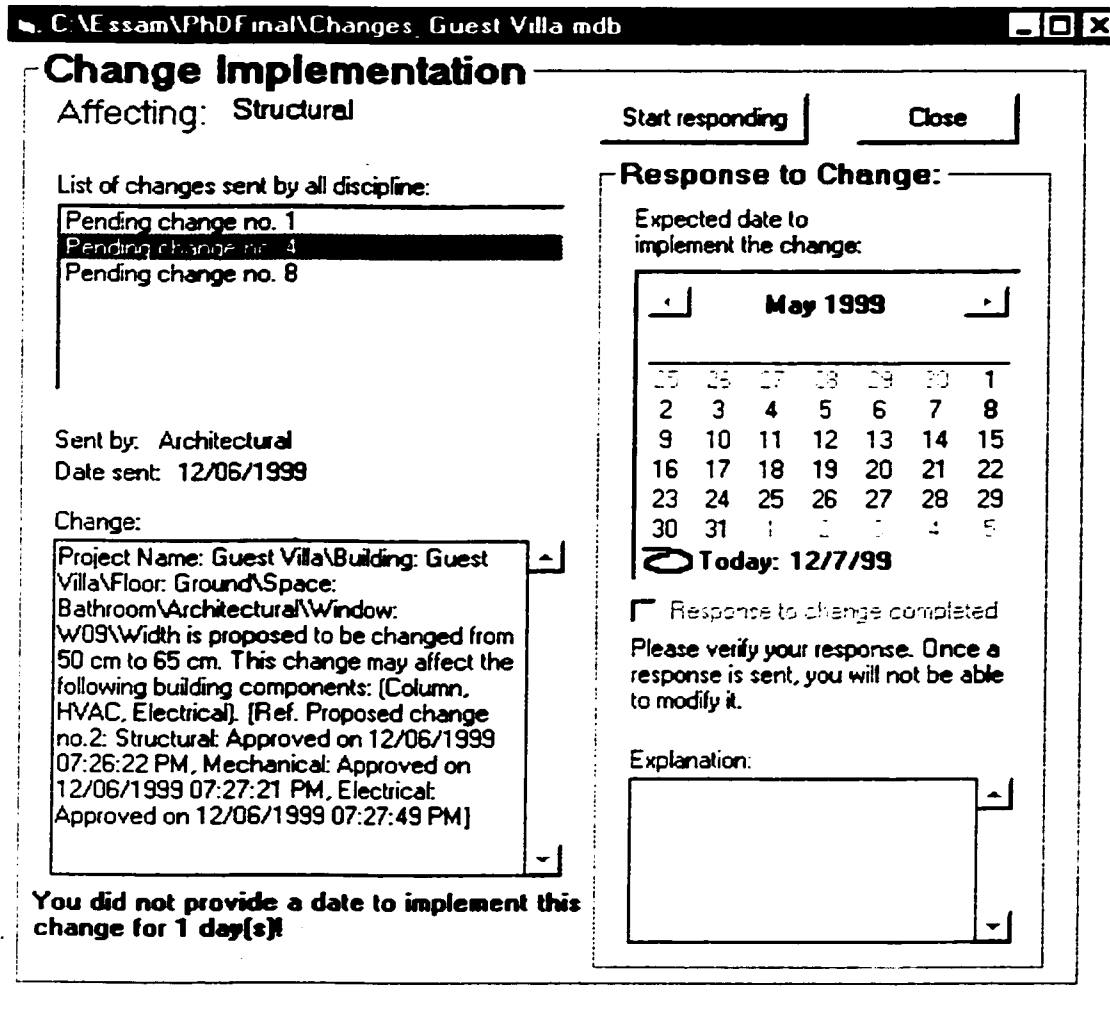 C:\Essam\PhDFinal\Changes, Guest Villa mdb
Change Implementation
Affecting: Structural
Start responding
Close
List of changes sent by all discipline:
Pending change no. 1
Pending change no. 4
Pending change no. 8
Sent by: Architectural
Date sent: 12/06/1999
Change:
Project Name: Guest Villa\Building: Guest
Villa\Floor: Ground\Space:
Bathroom\Architectural\Window:
W09\Width is proposed to be changed from
50 cm to 65 cm. This change may affect the
following building components: [Column,
HVAC, Electrical]. [Ref. Proposed change
no.2: Structural: Approved on 12/06/1999
07:26:22 PM, Mechanical: Approved on
12/06/1999 07:27:21 PM, Electrical:
Approved on 12/06/1999 07:27:49 PM]
You did not provide a date to implement this
change for 1 day(s)!
Response to Change:
Expected date to
implement the change:
May 1999
25 26 27 28 29 30 1
2 3 4 5 6 7 8
9 10 11 12 13 14 15
16 17 18 19 20 21 22
23 24 25 26 27 28 29
30 31 1 2 3 4 5
Today: 12/7/99
Response to change completed
Please verify your response. Once a
response is sent, you will not be able
to modify it.
Explanation: